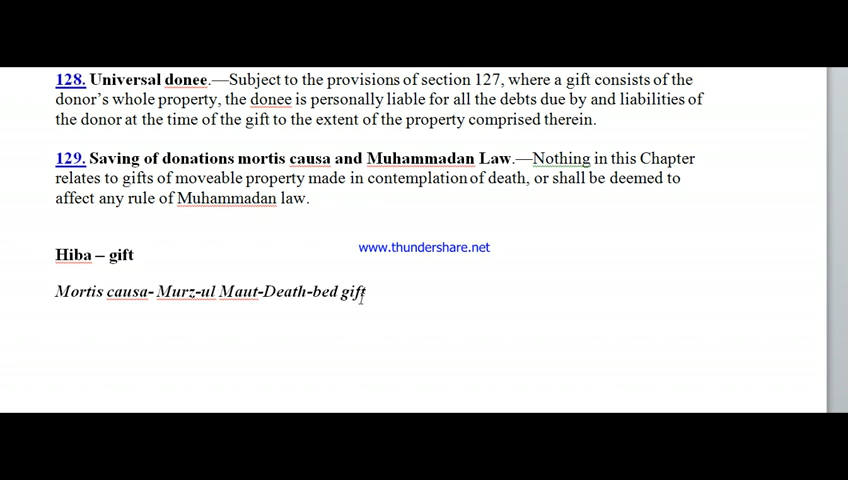 128. Universal donee.—Subject to the provisions of section 127, where a gift consists of the
donor’s whole property, the donee is personally liable for all the debts due by and liabilities of
the donor at the time of the gift to the extent of the property comprised therein.
129. Saving of donations mortis causa and Muhammadan Law.—Nothing in this Chapter
relates to gifts of moveable property made in contemplation of death, or shall be deemed to
affect any rule of Muhammadan law.
www.thundershare.net
Hiba – gift
Mortis causa- Murz-ul Maut-Death-bed gift